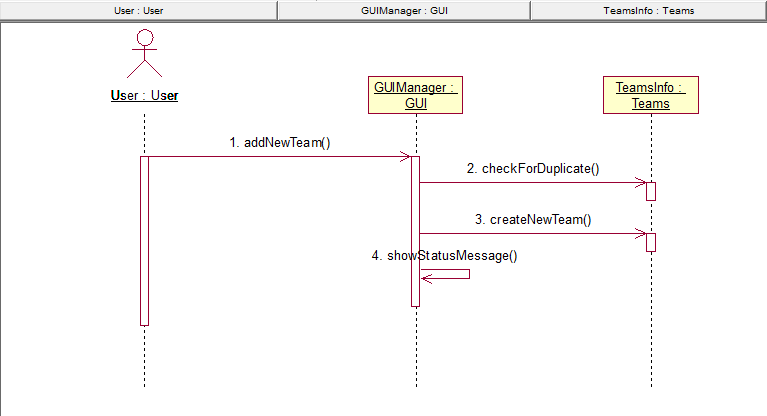 User : User
GUIManager : GUI
TeamsInfo : Teams
User : User
GUIManager :
GUI
TeamsInfo :
Teams
1. addNewTeam()
2. checkForDuplicate()
3. createNewTeam()
4. showStatusMessage()